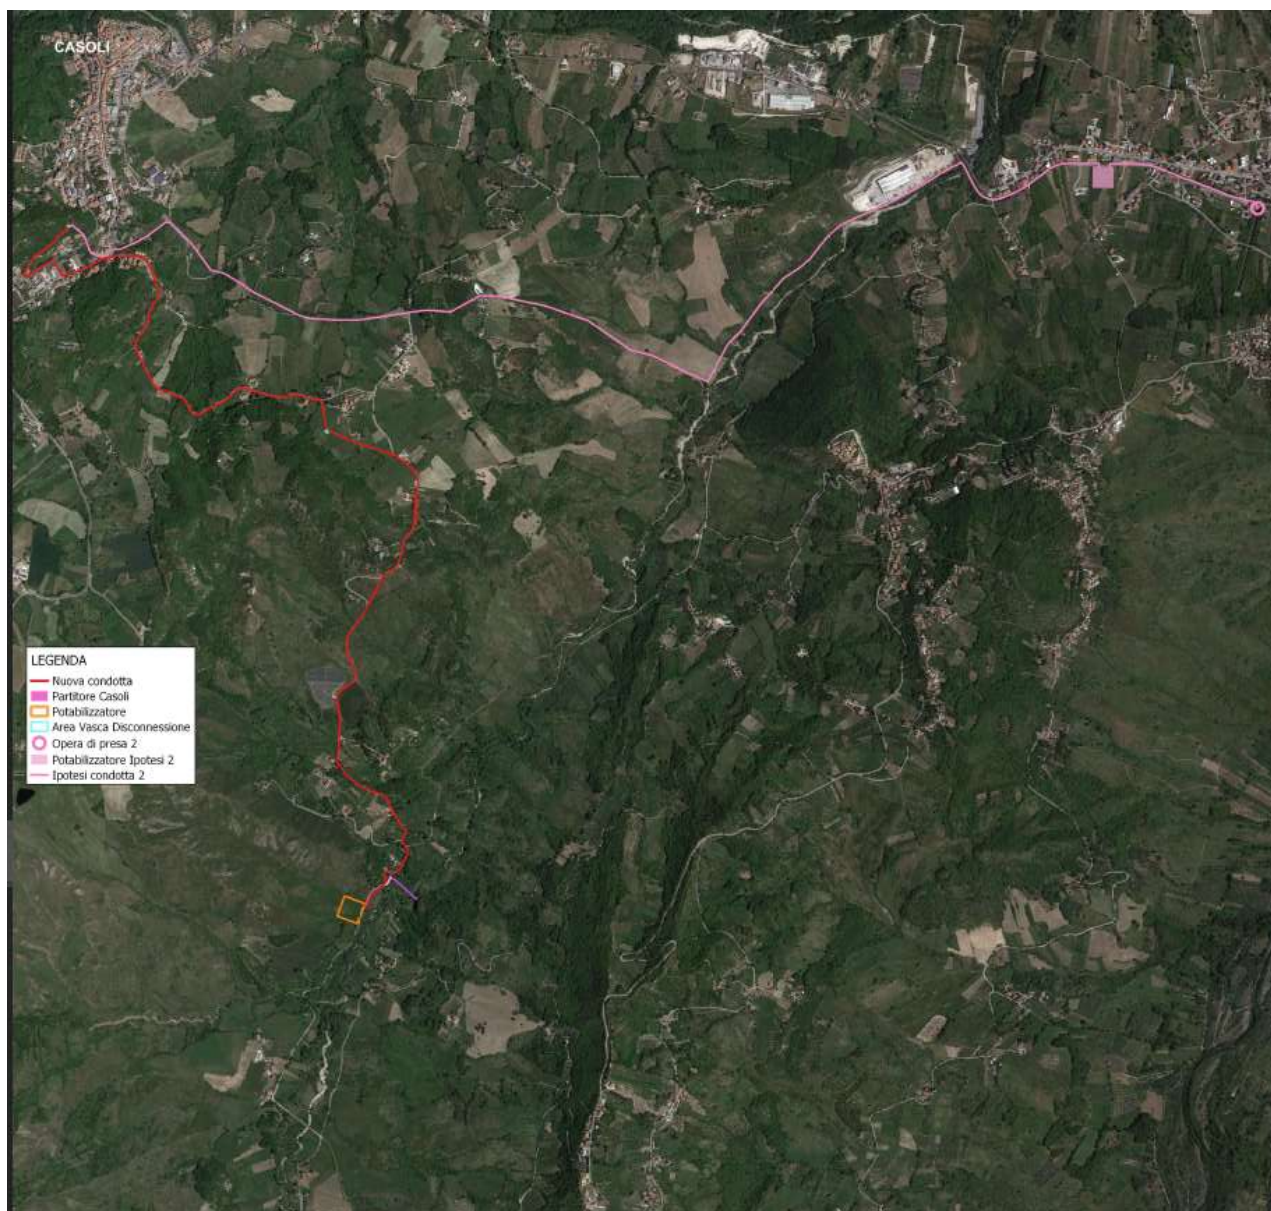 CASOLI
LEGENDA
Nuova condotta
Partitore Casoli
Potabilizzatore
Area Vasca Disconnessione
Opera di presa 2
Potabilizzatore Ipotesi 2
Ipotesi condotta 2